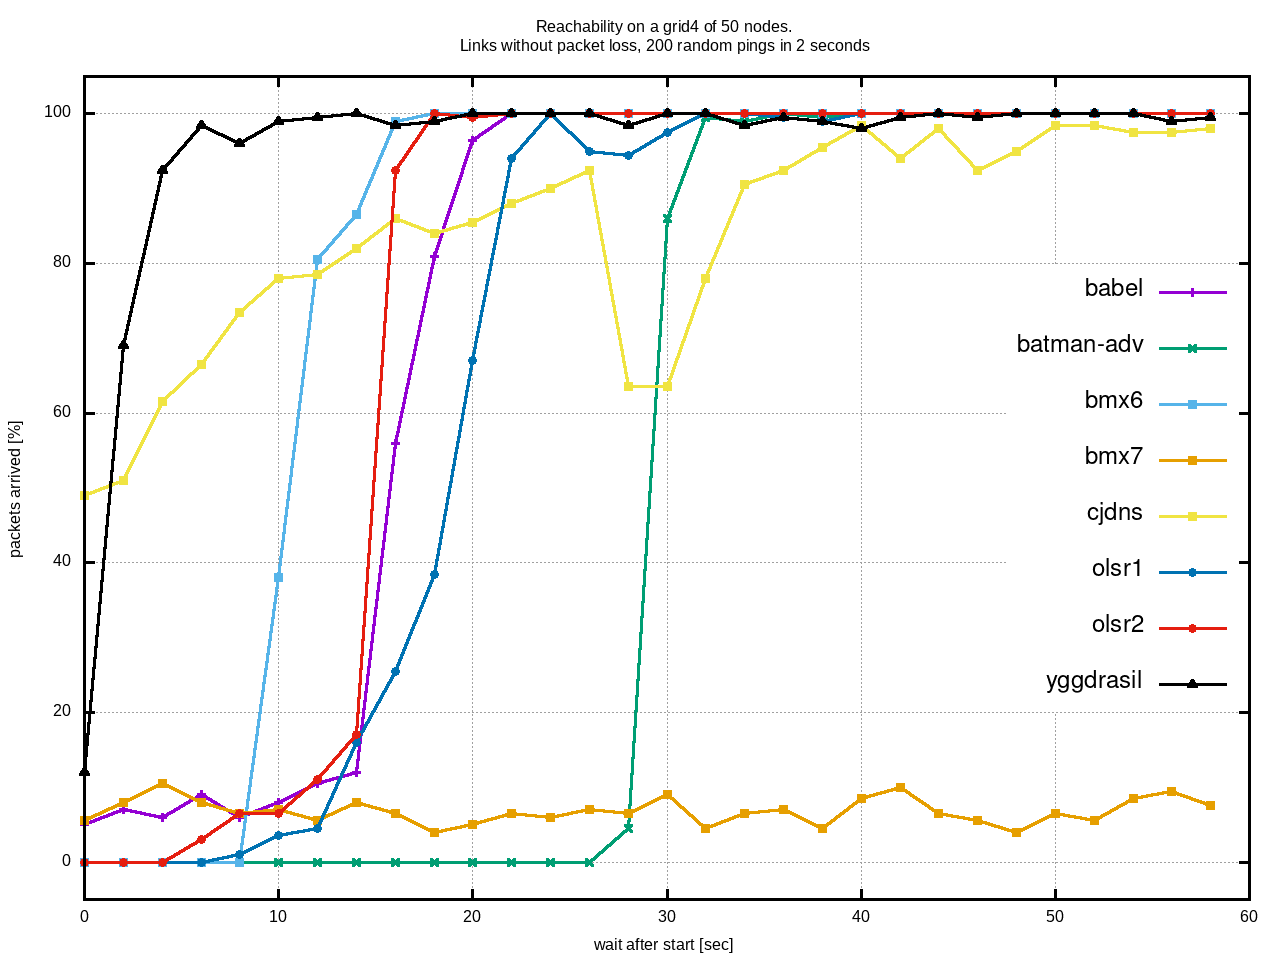 Reachability on a grid4 of 50 nodes.
Links without packet loss, 200 random pings in 2 seconds
100
80
60
40
20
0
packets arrived [%]
babel
batman-adv
bmx6
bmx7
cjdns
olsr1
olsr2
yggdrasil
0 10 20 30 40 50 60
wait after start [sec]